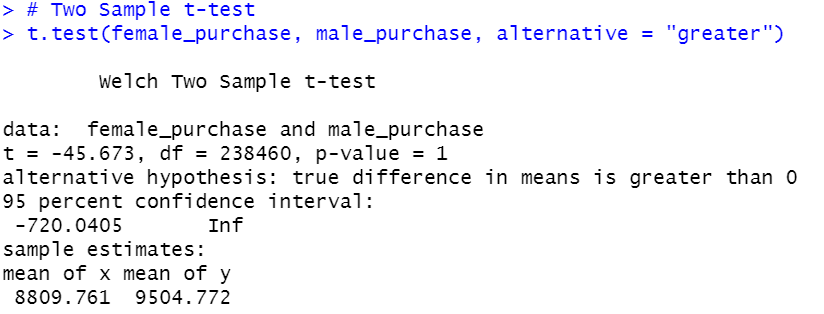 > # Two Sample t-test
> t.test(female_purchase, male_purchase, alternative = "greater")
Welch Two Sample t-test
data:  female_purchase and male_purchase
t = -45.673, df = 238460, p-value = 1
alternative hypothesis: true difference in means is greater than 0
95 percent confidence interval:
 -720.0405       Inf
sample estimates:
mean of x mean of y
 8809.761  9504.772